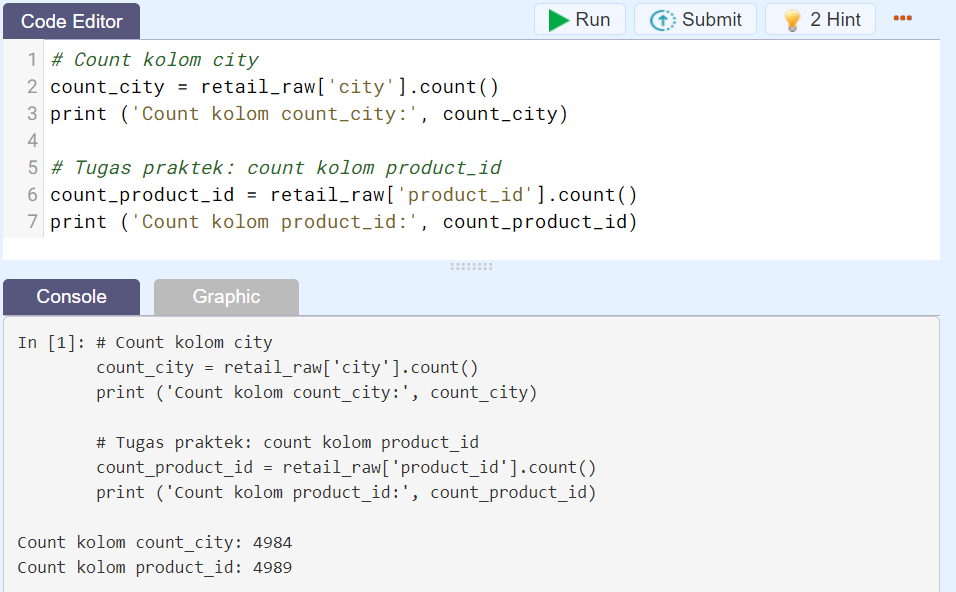 Code Editor
Run
Submit
2 Hint
1 # Count kolom city
2 count_city = retail_raw['city'].count()
3 print ('Count kolom count_city:', count_city)
4
5 # Tugas praktek: count kolom product_id
6 count_product_id = retail_raw['product_id'].count()
7 print ('Count kolom product_id:', count_product_id)
Console
Graphic
In [1]: # Count kolom city
count_city = retail_raw['city'].count()
print ('Count kolom count_city:', count_city)
# Tugas praktek: count kolom product_id
count_product_id = retail_raw['product_id'].count()
print ('Count kolom product_id:', count_product_id)
Count kolom count_city: 4984
Count kolom product_id: 4989